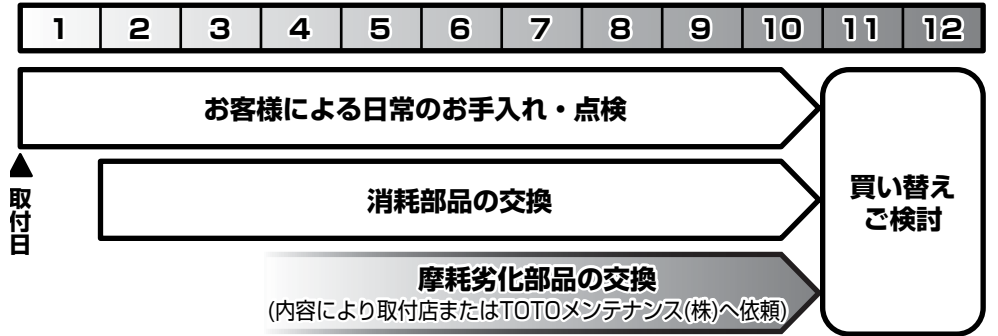 1 2 3 4 5 6 7 8 9 10 11 12
お客様による日常のお手入れ・点検
▲取付日
消耗部品の交換
摩耗劣化部品の交換
(内容により取付店またはTOTOメンテナンス(株)へ依頼)
買い替え
ご検討